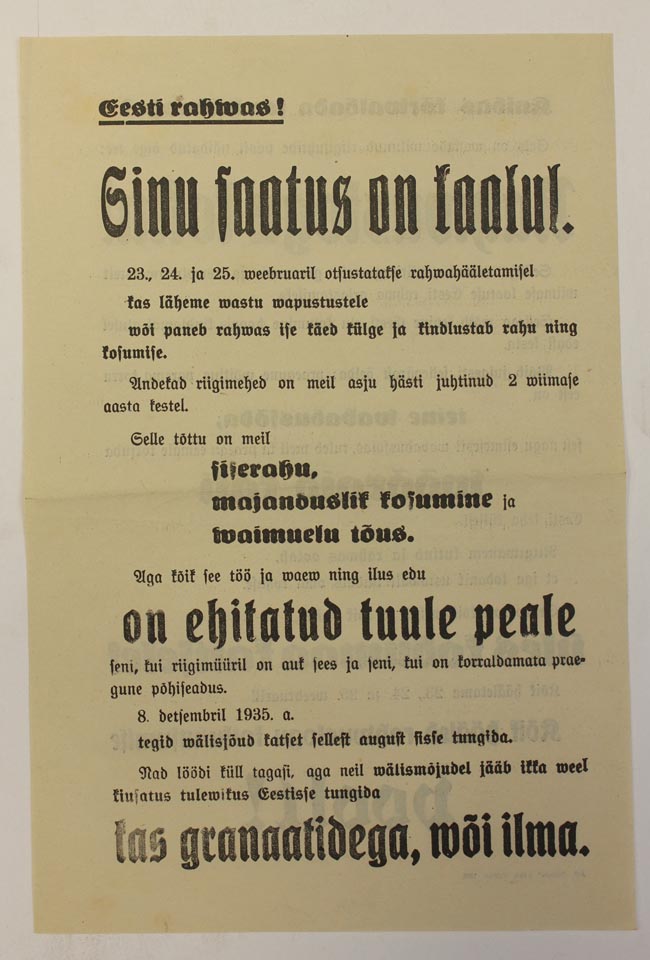 Eesti rahwas!
Sinu saatus on kaalul.
23., 24. ja 25. weebruaril otsustatakse rahwahääletamisel
kas läheme wastu wapustustele
wõi paneb rahwas ise käed külge ja kindlustab rahu ning
kosumise.
Andekad riigimehed on meil asju hästi juhtinud 2 wiimase
aasta kestel.
Selle tõttu on meil
siserahu,
majanduslik kosumine ja
waimuelu tõus.
Aga kõik see töö ja waew ning ilus edu
on ehitatud tuule peale
seni, kui riigimüüril on auk sees ja seni, kui on korraldamata prae-
gune põhiseadus.
8. detsembril 1935. a.
tegid wälisjõud katset sellest august sisse tungida.
Nad löödi küll tagasi, aga neil wälismõjudel jääb ikka weel
kiusatus tulewikus Eestisse tungida
kas granaatidega, wõi ilma.